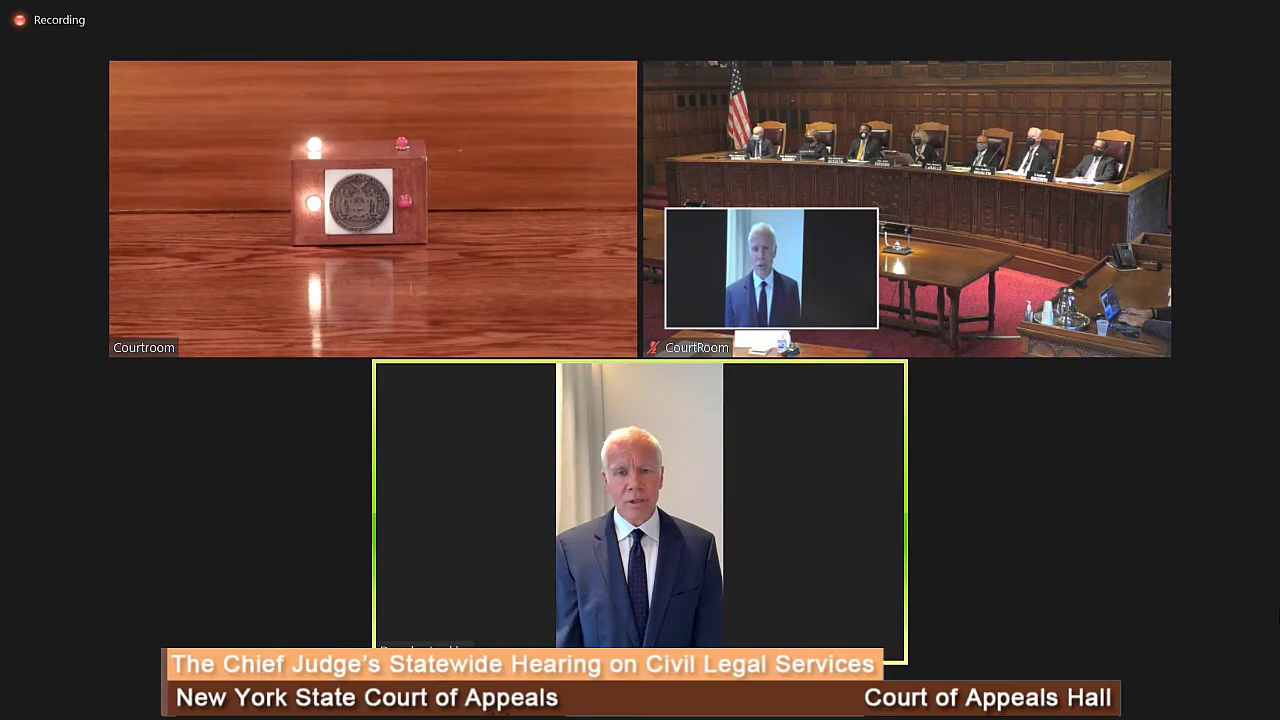 Recording
Courtroom
CourtRoom
The Chief Judge's Statewide Hearing on Civil Legal Services
New York State Court of Appeals
Court of Appeals Hall